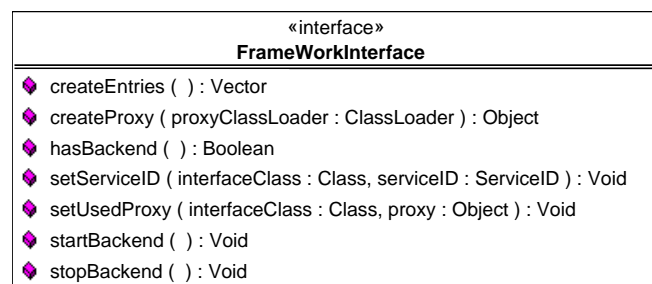 «interface»
FrameWorkInterface
createEntries ( ) : Vector
createProxy ( proxyClassLoader : ClassLoader ) : Object
hasBackend ( ) : Boolean
setServiceID ( interfaceClass : Class, serviceID : ServiceID ) : Void
setUsedProxy ( interfaceClass : Class, proxy : Object ) : Void
startBackend ( ) : Void
stopBackend ( ) : Void